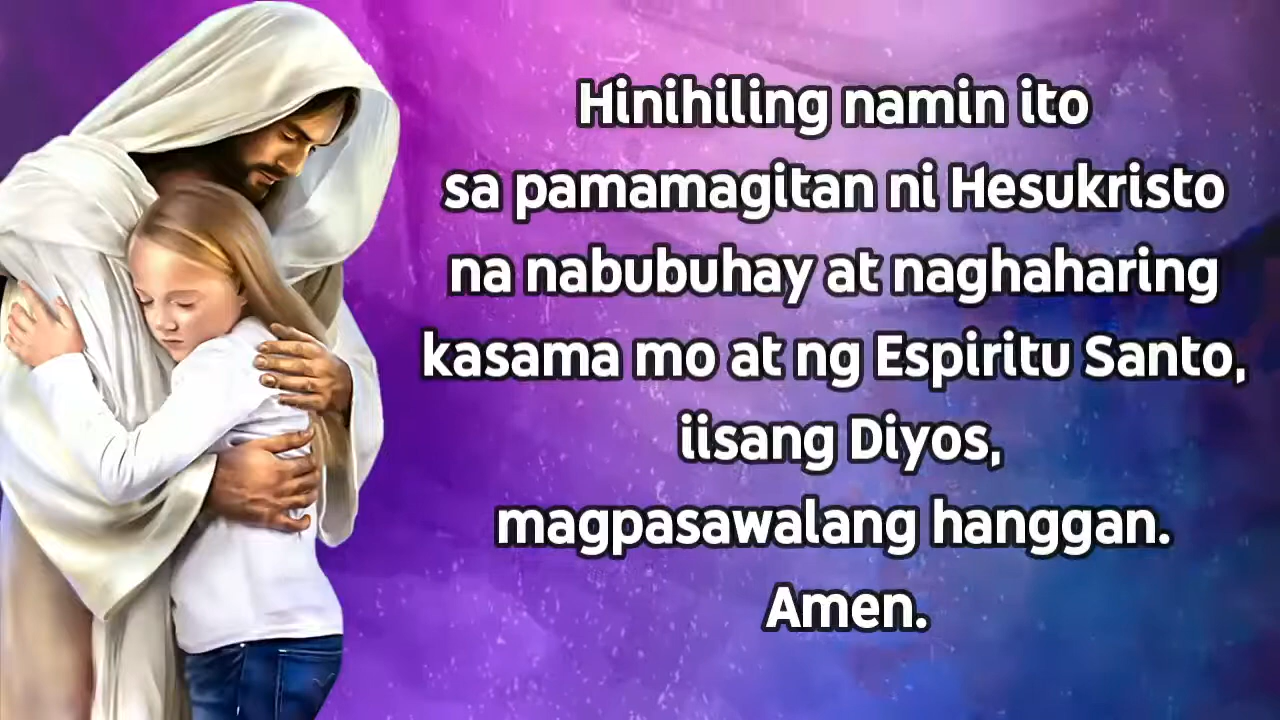 Hinihiling namin ito
sa pamamagitan ni Hesukristo
na nabubuhay at naghaharing
kasama mo at ng Espiritu Santo,
iisang Diyos,
magpasawalang hanggan.
Amen.